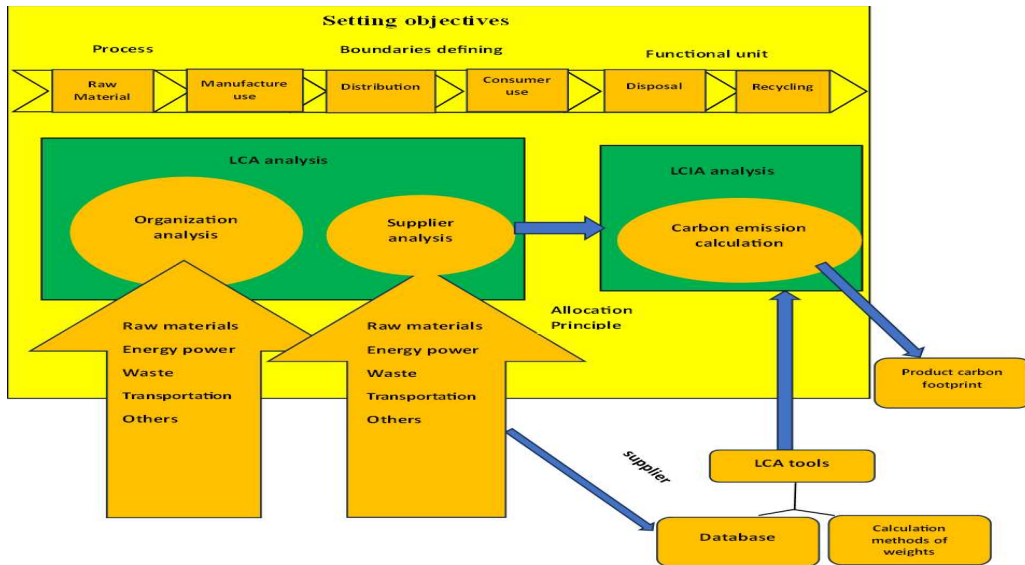 Setting objectives
Process
Boundaries defining
Functional unit
Raw
Material
Manufacture
use
Distribution
Consumer
use
Disposal
Recycling
LCA analysis
LCIA analysis
Organization
analysis
Supplier
analysis
Carbon emission
calculation
Allocation
Principle
Raw materials
Energy power
Waste
Transportation
Others
Raw materials
Energy power
Waste
Transportation
Others
Product carbon
footprint
supplier
LCA tools
Database
Calculation
methods of
weights